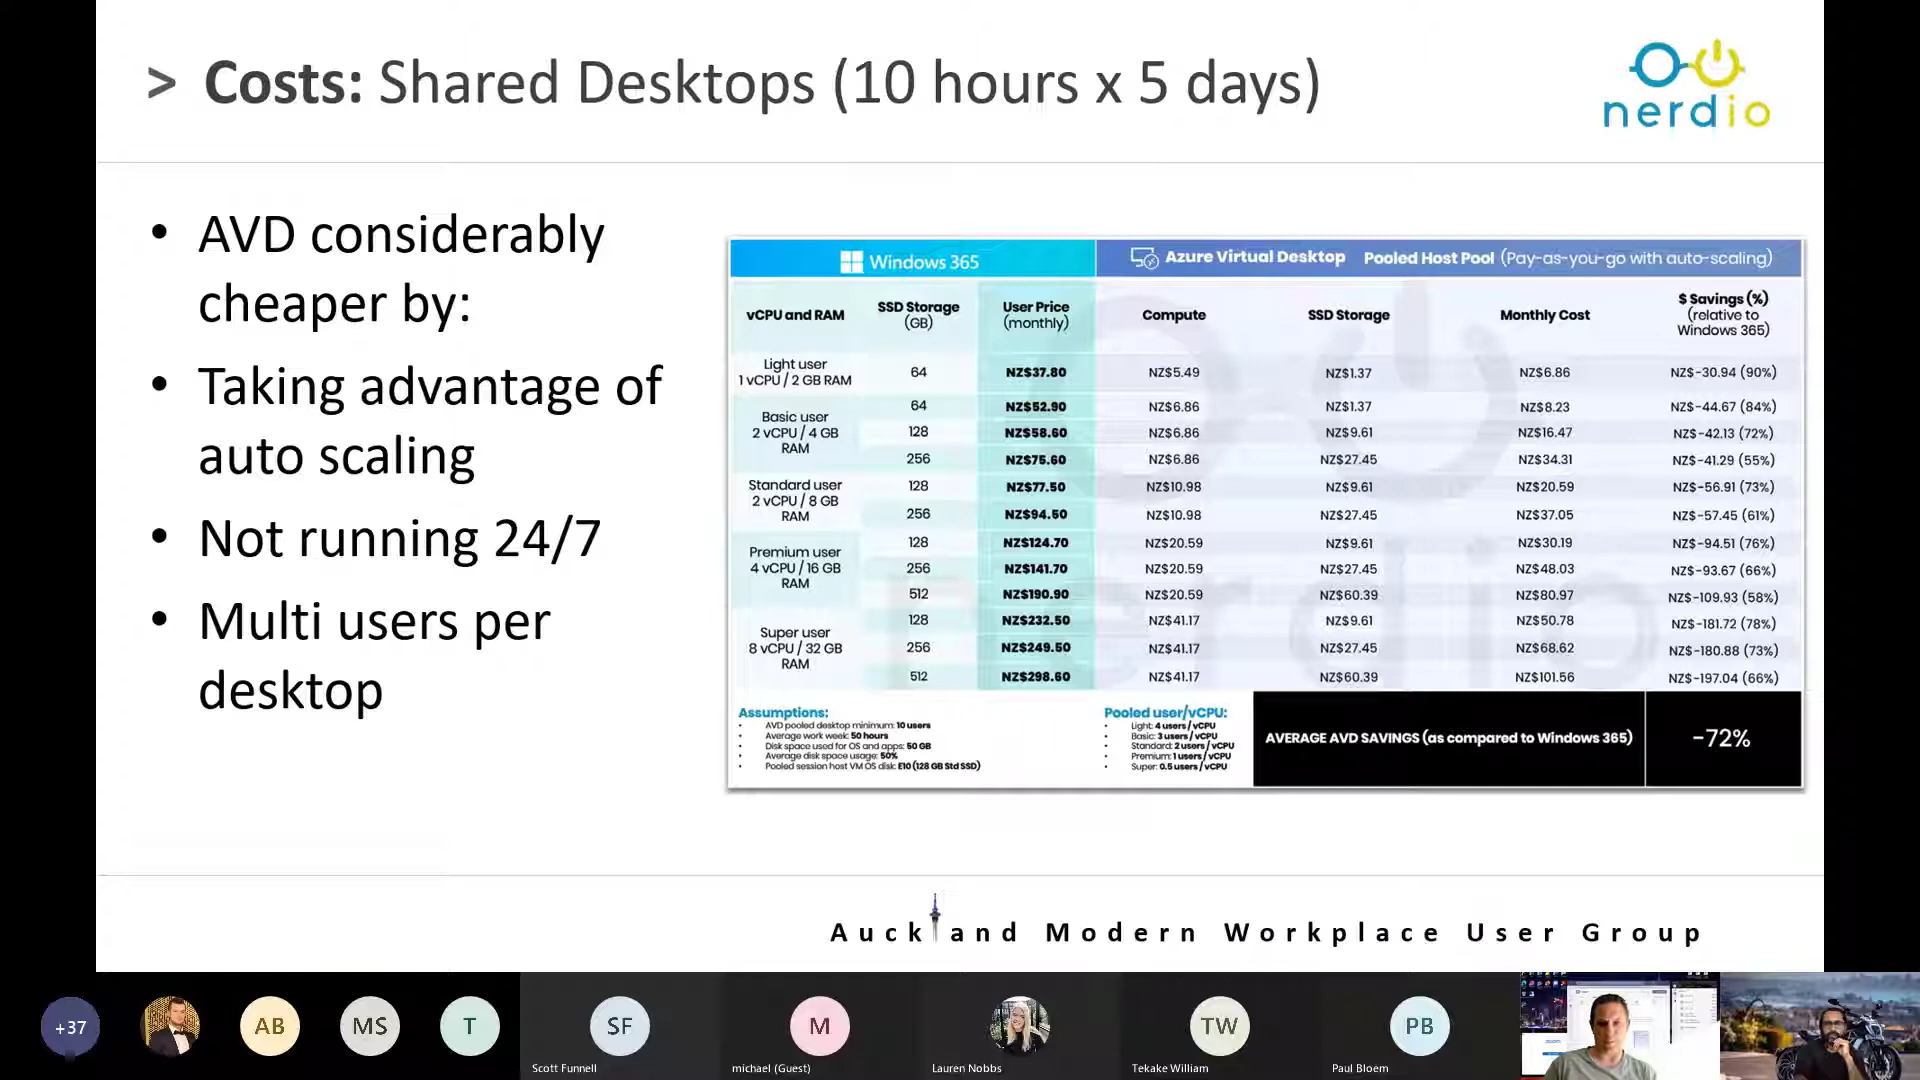 > Costs: Shared Desktops (10 hours x 5 days)
nerdio
• AVD considerably
cheaper by:
• Taking advantage of
auto scaling
• Not running 24/7
• Multi users per
desktop
Windows 365
Azure Virtual Desktop Pooled Host Pool (Pay-as-you-go with auto-scaling)
vCPU and RAM
SSD Storage
(GB)
User Price
(monthly)
Compute
SSD Storage
Monthly Cost
$ Savings (%)
(relative to
Windows 365)
Light user
1 vCPU / 2 GB RAM
64 NZ$37.80 NZ$5.49 NZ$1.37 NZ$6.86 NZ$-30.94 (90%)
Basic user
2 vCPU / 4 GB
RAM
64 NZ$52.90 NZ$6.86 NZ$1.37 NZ$8.23 NZ$-44.67 (84%)
128 NZ$58.60 NZ$6.86 NZ$9.61 NZ$16.47 NZ$-42.13 (72%)
256 NZ$75.60 NZ$6.86 NZ$27.45 NZ$34.31 NZ$-41.29 (55%)
Standard user
2 vCPU / 8 GB
RAM
128 NZ$77.50 NZ$10.98 NZ$9.61 NZ$20.59 NZ$-56.91 (73%)
256 NZ$94.50 NZ$10.98 NZ$27.45 NZ$37.05 NZ$-57.45 (61%)
Premium user
4 vCPU / 16 GB
RAM
128 NZ$124.70 NZ$20.59 NZ$9.61 NZ$30.19 NZ$-94.51 (76%)
256 NZ$141.70 NZ$20.59 NZ$27.45 NZ$48.03 NZ$-93.67 (66%)
512 NZ$190.90 NZ$20.59 NZ$60.39 NZ$80.97 NZ$-109.93 (58%)
Super user
8 vCPU / 32 GB
RAM
128 NZ$232.50 NZ$41.17 NZ$9.61 NZ$50.78 NZ$-181.72 (78%)
256 NZ$249.50 NZ$41.17 NZ$27.45 NZ$68.62 NZ$-180.88 (73%)
512 NZ$298.60 NZ$41.17 NZ$60.39 NZ$101.56 NZ$-197.04 (66%)
Assumptions:
• AVD pooled desktop minimum: 10 users
• Average work week: 50 hours
• Disk space used for OS and apps: 50 GB
• Average disk space usage: 50%
• Pooled session host VM OS disk: E10 (128 GB Std SSD)
Pooled user/vCPU:
• Light: 4 users / vCPU
• Basic: 3 users / vCPU
• Standard: 2 users / vCPU
• Premium: 1 users / vCPU
• Super: 0.5 users / vCPU
AVERAGE AVD SAVINGS (as compared to Windows 365)
-72%
Auckland Modern Workplace User Group
+37
AB
MS
T
SF
Scott Funnell
M
michael (Guest)
Lauren Nobbs
TW
Tekake William
PB
Paul Bloem